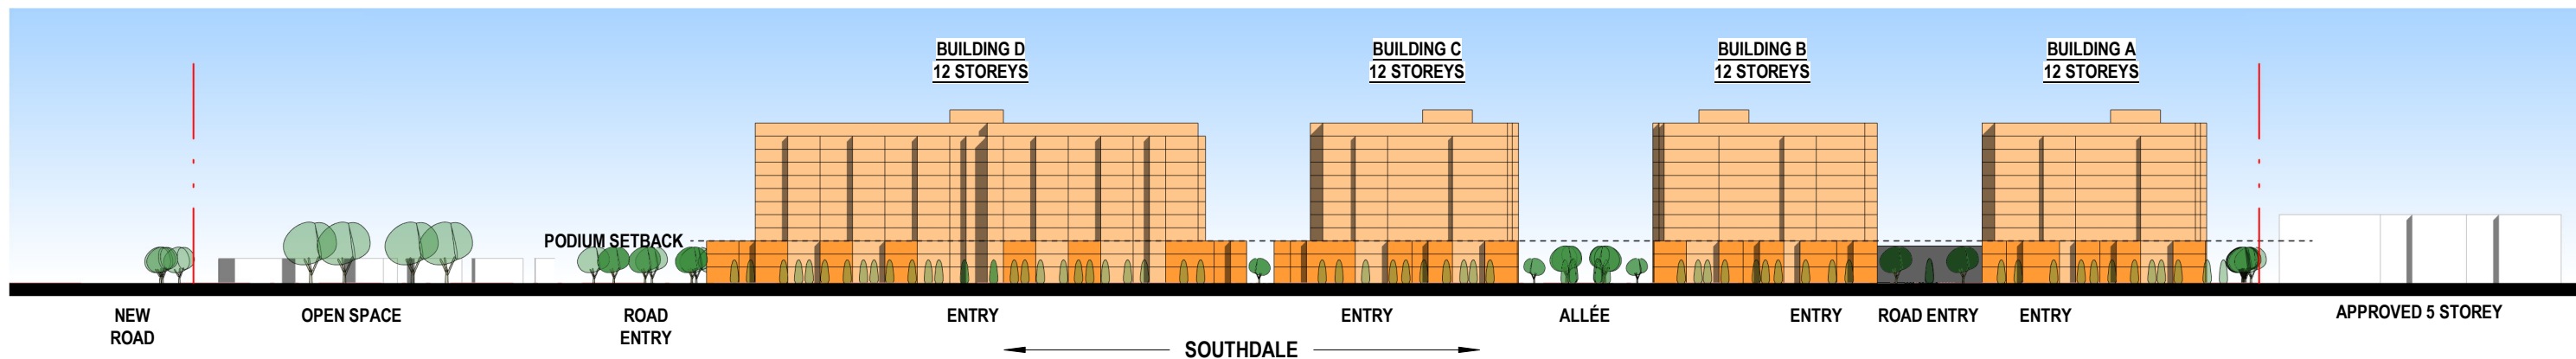 BUILDING D
12 STOREYS
BUILDING C
12 STOREYS
BUILDING B
12 STOREYS
BUILDING A
12 STOREYS
PODIUM SETBACK
NEW
ROAD
OPEN SPACE
ROAD
ENTRY
ENTRY
ENTRY
ALLÉE
ENTRY
ROAD ENTRY
ENTRY
APPROVED 5 STOREY
SOUTHDALE